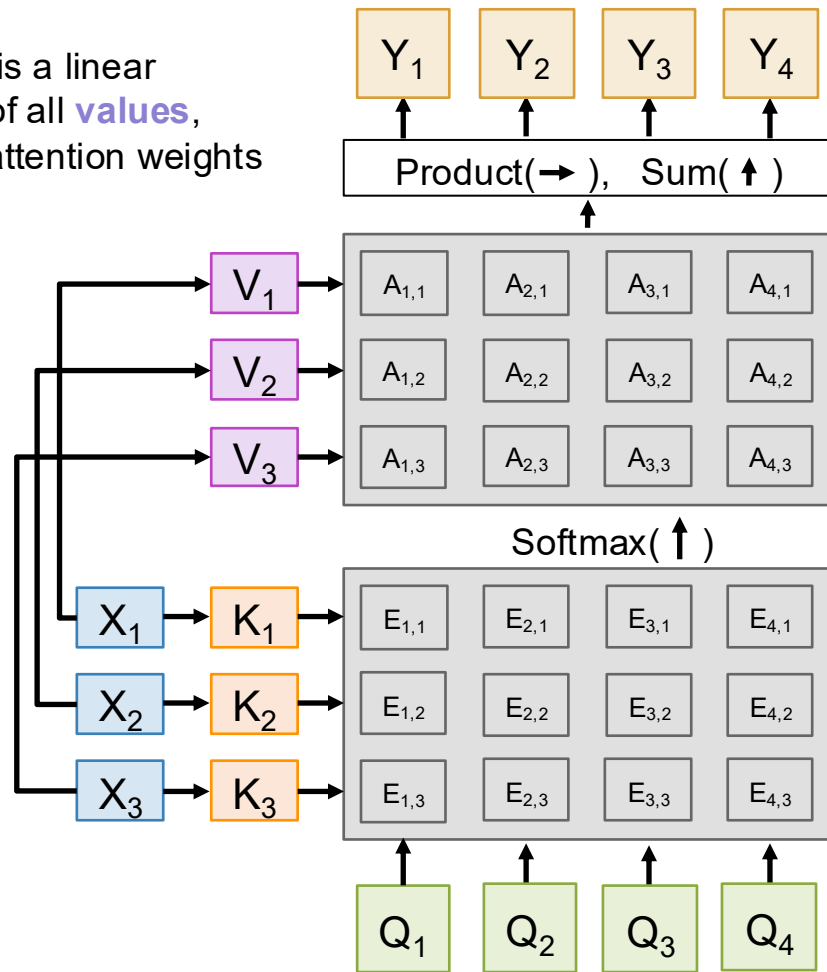 is a linear
of all values,
attention weights
Y1 Y2 Y3 Y4
Product(→), Sum(↑)
V1 A1,1 A2,1 A3,1 A4,1
V2 A1,2 A2,2 A3,2 A4,2
V3 A1,3 A2,3 A3,3 A4,3
Softmax(↑)
X1 K1 E1,1 E2,1 E3,1 E4,1
X2 K2 E1,2 E2,2 E3,2 E4,2
X3 K3 E1,3 E2,3 E3,3 E4,3
Q1 Q2 Q3 Q4